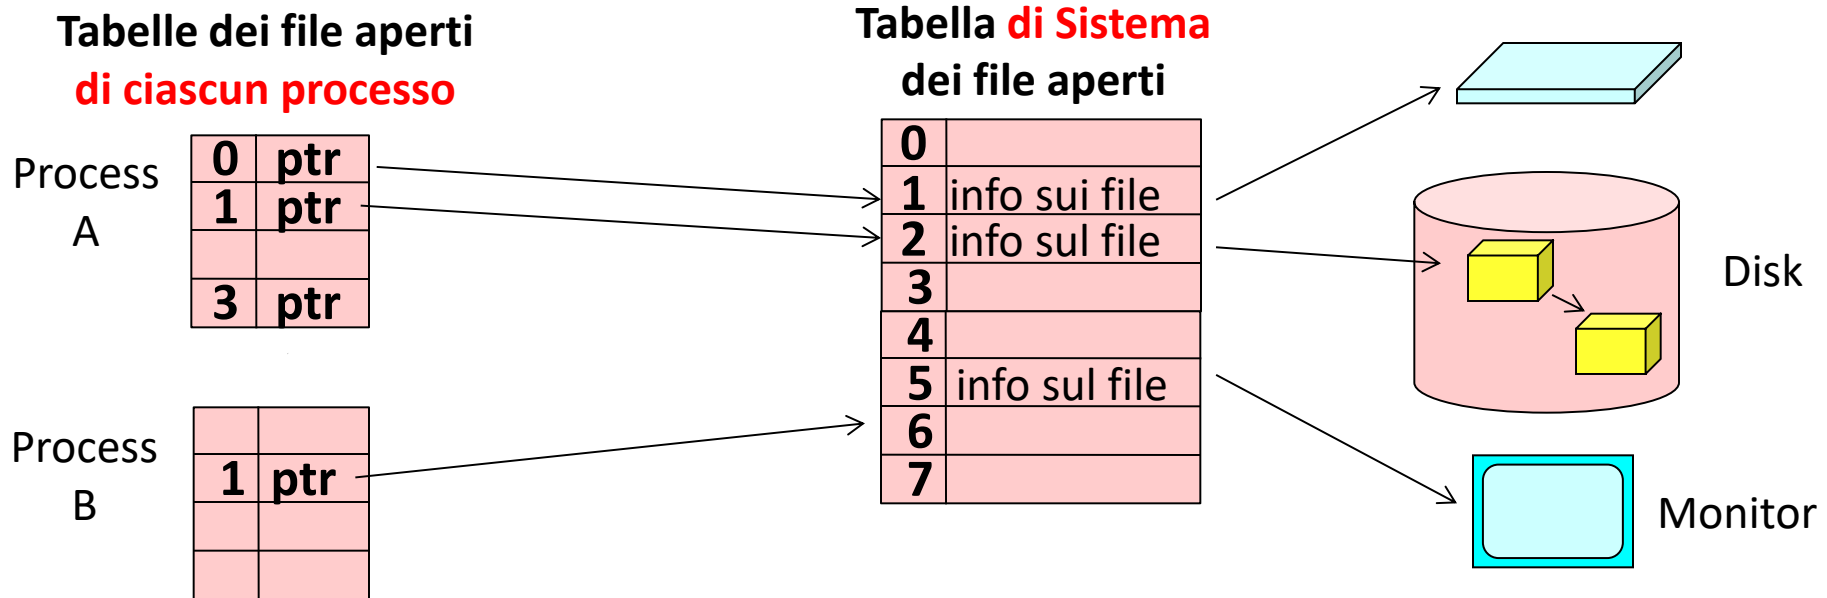 Tabelle dei file aperti
di ciascun processo
Tabella di Sistema
dei file aperti
Process
A
0 ptr
1 ptr
3 ptr
Process
B
1 ptr
0
1 info sui file
2 info sul file
3
4
5 info sul file
6
7
Disk
Monitor